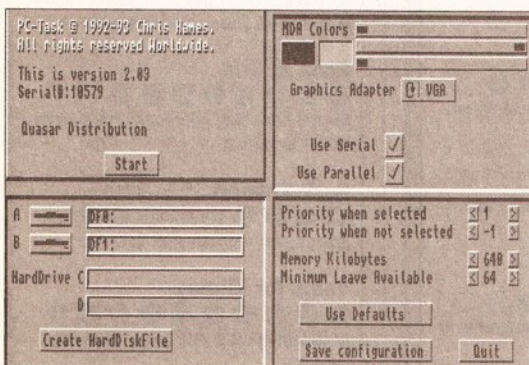 PC-Task © 1992-93 Chris Hames.
All rights reserved Worldwide.
This is version 2.03
Serial#:10579
Quasar Distribution
Start
MDA Colors
Graphics Adapter VGA
Use Serial
Use Parallel
A DF0:
B DF1:
HardDrive C
D
Create HardDiskFile
Priority when selected < 1 >
Priority when not selected < -1 >
Memory Kilobytes < 640 >
Minimum Leave Available < 64 >
Use Defaults
Save configuration Quit